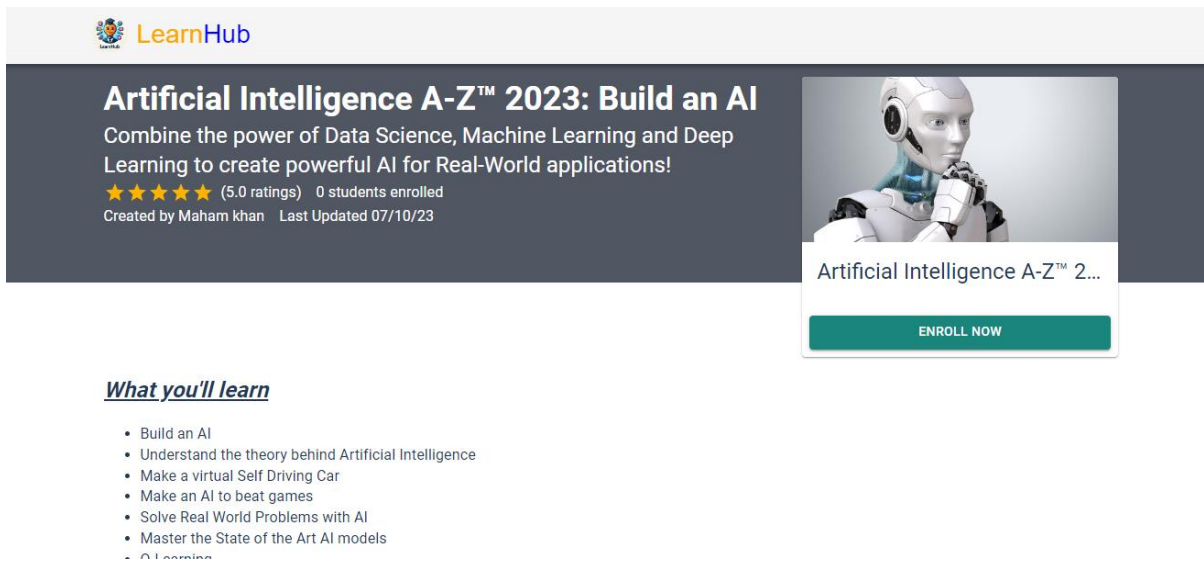 LearnHub
LearnHub
Artificial Intelligence A-Z™ 2023: Build an AI
Combine the power of Data Science, Machine Learning and Deep
Learning to create powerful AI for Real-World applications!
(5.0 ratings) 0 students enrolled
Created by Maham khan Last Updated 07/10/23
Artificial Intelligence A-Z™ 2...
ENROLL NOW
What you'll learn
Build an AI
Understand the theory behind Artificial Intelligence
Make a virtual Self Driving Car
Make an AI to beat games
Solve Real World Problems with AI
Master the State of the Art AI models